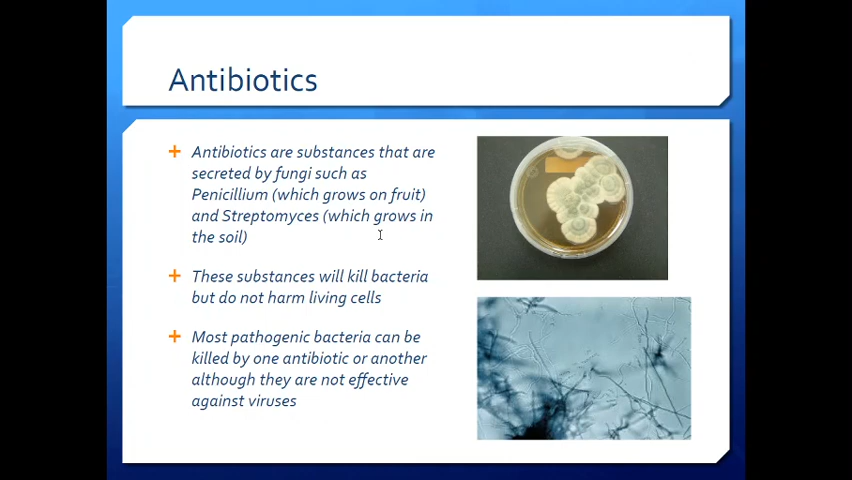 Antibiotics
Antibiotics are substances that are
secreted by fungi such as
Penicillium (which grows on fruit)
and Streptomyces (which grows in
the soil)
These substances will kill bacteria
but do not harm living cells
Most pathogenic bacteria can be
killed by one antibiotic or another
although they are not effective
against viruses